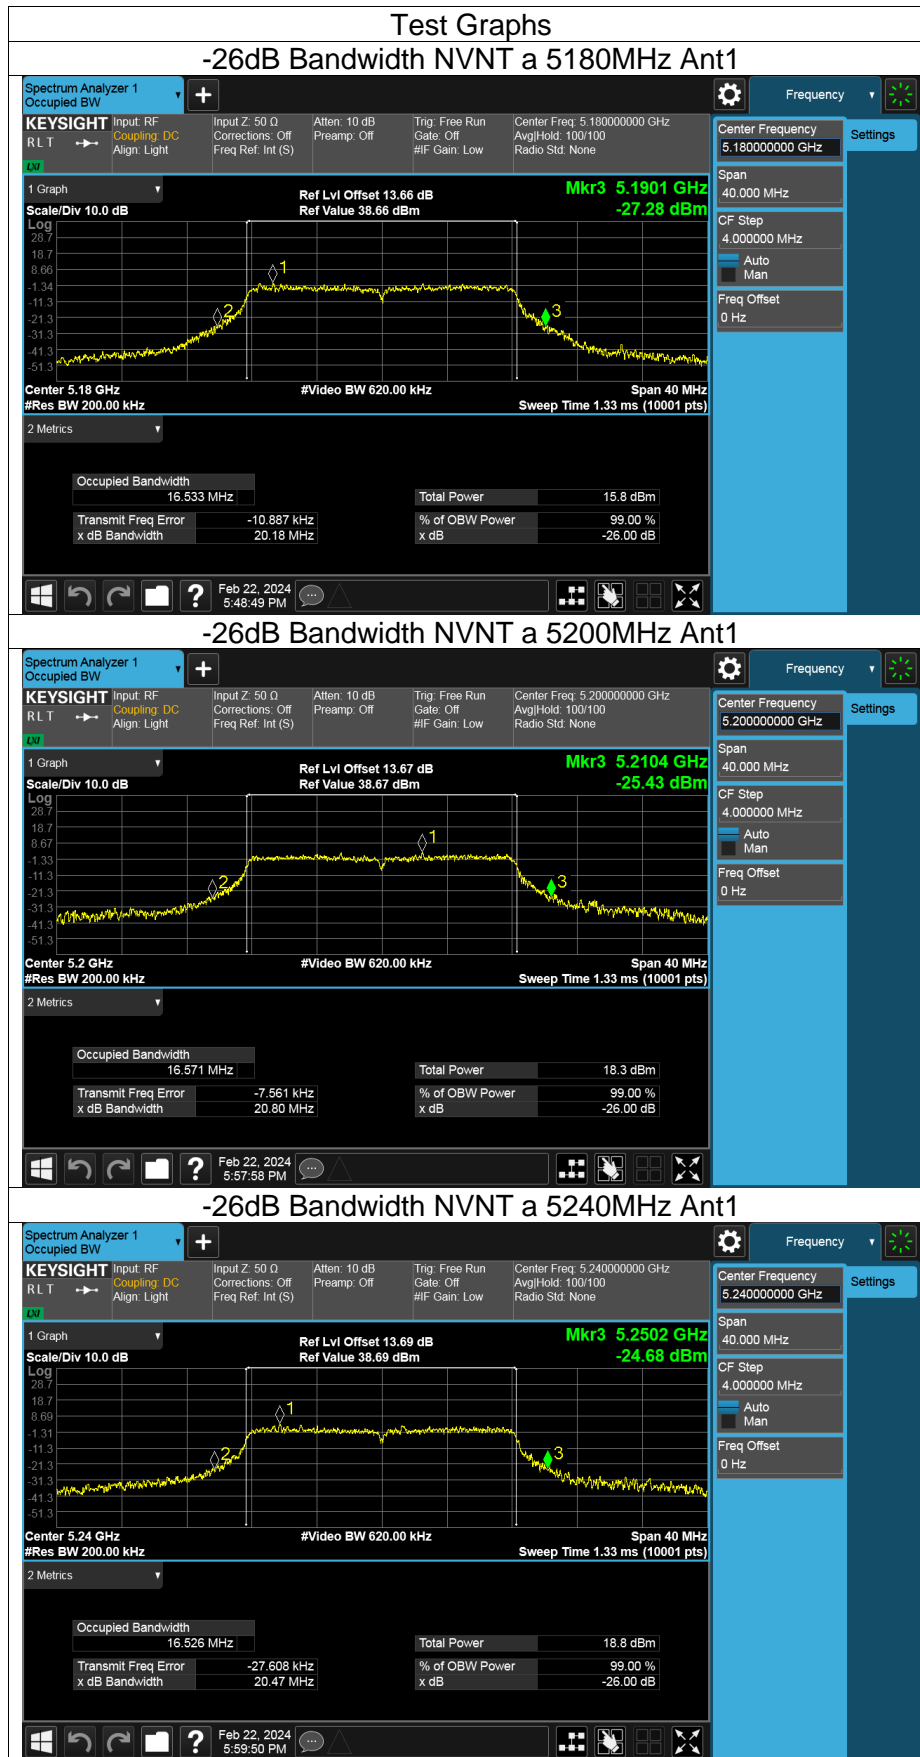 Test Graphs
-26dB Bandwidth NVNT a 5180MHz Ant1
Spectrum Analyzer 1
Occupied BW
Frequency
KEYSIGHT
Input: RF
Input Z: 50 Ω
Atten: 10 dB
Trig: Free Run
Center Freq: 5.180000000 GHz
RLT
Coupling: DC
Corrections: Off
Preamp: Off
Gate: Off
Avg|Hold: 100/100
Align: Light
Freq Ref: Int (S)
#IF Gain: Low
Radio Std: None
LXI
Center Frequency
5.180000000 GHz
Settings
Span
40.000 MHz
CF Step
4.000000 MHz
Auto
Man
Freq Offset
0 Hz
1 Graph
Ref Lvl Offset 13.66 dB
Mkr3 5.1901 GHz
Scale/Div 10.0 dB
Ref Value 38.66 dBm
-27.28 dBm
Log
28.7
18.7
8.66
-1.34
-11.3
-21.3
-31.3
-41.3
-51.3
1
2
3
Center 5.18 GHz
#Video BW 620.00 kHz
Span 40 MHz
#Res BW 200.00 kHz
Sweep Time 1.33 ms (10001 pts)
2 Metrics
Occupied Bandwidth
16.533 MHz
Total Power 15.8 dBm
Transmit Freq Error -10.887 kHz
% of OBW Power 99.00 %
x dB Bandwidth 20.18 MHz
x dB -26.00 dB
?
Feb 22, 2024
5:48:49 PM
-26dB Bandwidth NVNT a 5200MHz Ant1
Spectrum Analyzer 1
Occupied BW
Frequency
KEYSIGHT
Input: RF
Input Z: 50 Ω
Atten: 10 dB
Trig: Free Run
Center Freq: 5.200000000 GHz
RLT
Coupling: DC
Corrections: Off
Preamp: Off
Gate: Off
Avg|Hold: 100/100
Align: Light
Freq Ref: Int (S)
#IF Gain: Low
Radio Std: None
LXI
Center Frequency
5.200000000 GHz
Settings
Span
40.000 MHz
CF Step
4.000000 MHz
Auto
Man
Freq Offset
0 Hz
1 Graph
Ref Lvl Offset 13.67 dB
Mkr3 5.2104 GHz
Scale/Div 10.0 dB
Ref Value 38.67 dBm
-25.43 dBm
Log
28.7
18.7
8.67
-1.33
-11.3
-21.3
-31.3
-41.3
-51.3
1
2
3
Center 5.2 GHz
#Video BW 620.00 kHz
Span 40 MHz
#Res BW 200.00 kHz
Sweep Time 1.33 ms (10001 pts)
2 Metrics
Occupied Bandwidth
16.571 MHz
Total Power 18.3 dBm
Transmit Freq Error -7.561 kHz
% of OBW Power 99.00 %
x dB Bandwidth 20.80 MHz
x dB -26.00 dB
?
Feb 22, 2024
5:57:58 PM
-26dB Bandwidth NVNT a 5240MHz Ant1
Spectrum Analyzer 1
Occupied BW
Frequency
KEYSIGHT
Input: RF
Input Z: 50 Ω
Atten: 10 dB
Trig: Free Run
Center Freq: 5.240000000 GHz
RLT
Coupling: DC
Corrections: Off
Preamp: Off
Gate: Off
Avg|Hold: 100/100
Align: Light
Freq Ref: Int (S)
#IF Gain: Low
Radio Std: None
LXI
Center Frequency
5.240000000 GHz
Settings
Span
40.000 MHz
CF Step
4.000000 MHz
Auto
Man
Freq Offset
0 Hz
1 Graph
Ref Lvl Offset 13.69 dB
Mkr3 5.2502 GHz
Scale/Div 10.0 dB
Ref Value 38.69 dBm
-24.68 dBm
Log
28.7
18.7
8.69
-1.31
-11.3
-21.3
-31.3
-41.3
-51.3
1
2
3
Center 5.24 GHz
#Video BW 620.00 kHz
Span 40 MHz
#Res BW 200.00 kHz
Sweep Time 1.33 ms (10001 pts)
2 Metrics
Occupied Bandwidth
16.526 MHz
Total Power 18.8 dBm
Transmit Freq Error -27.608 kHz
% of OBW Power 99.00 %
x dB Bandwidth 20.47 MHz
x dB -26.00 dB
?
Feb 22, 2024
5:59:50 PM